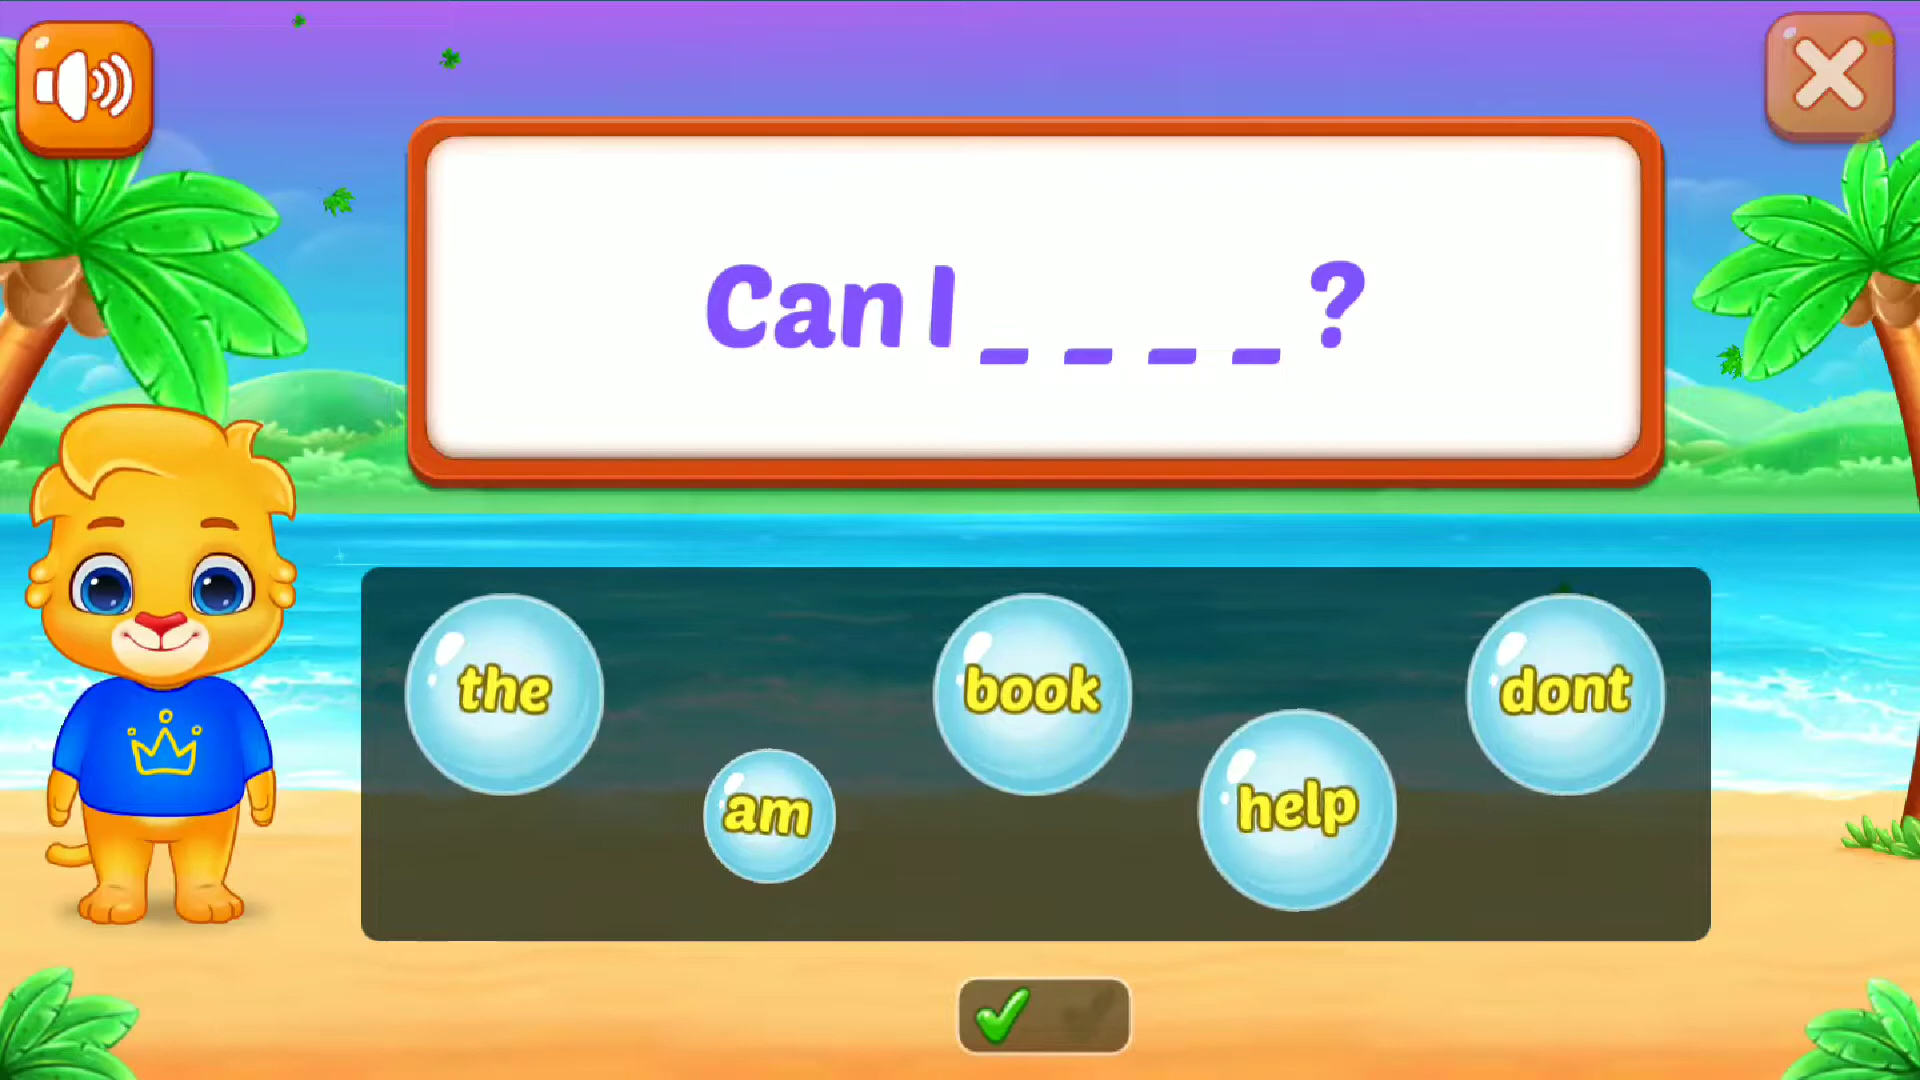 Can I _ _ _ _ ?
the
book
dont
am
help